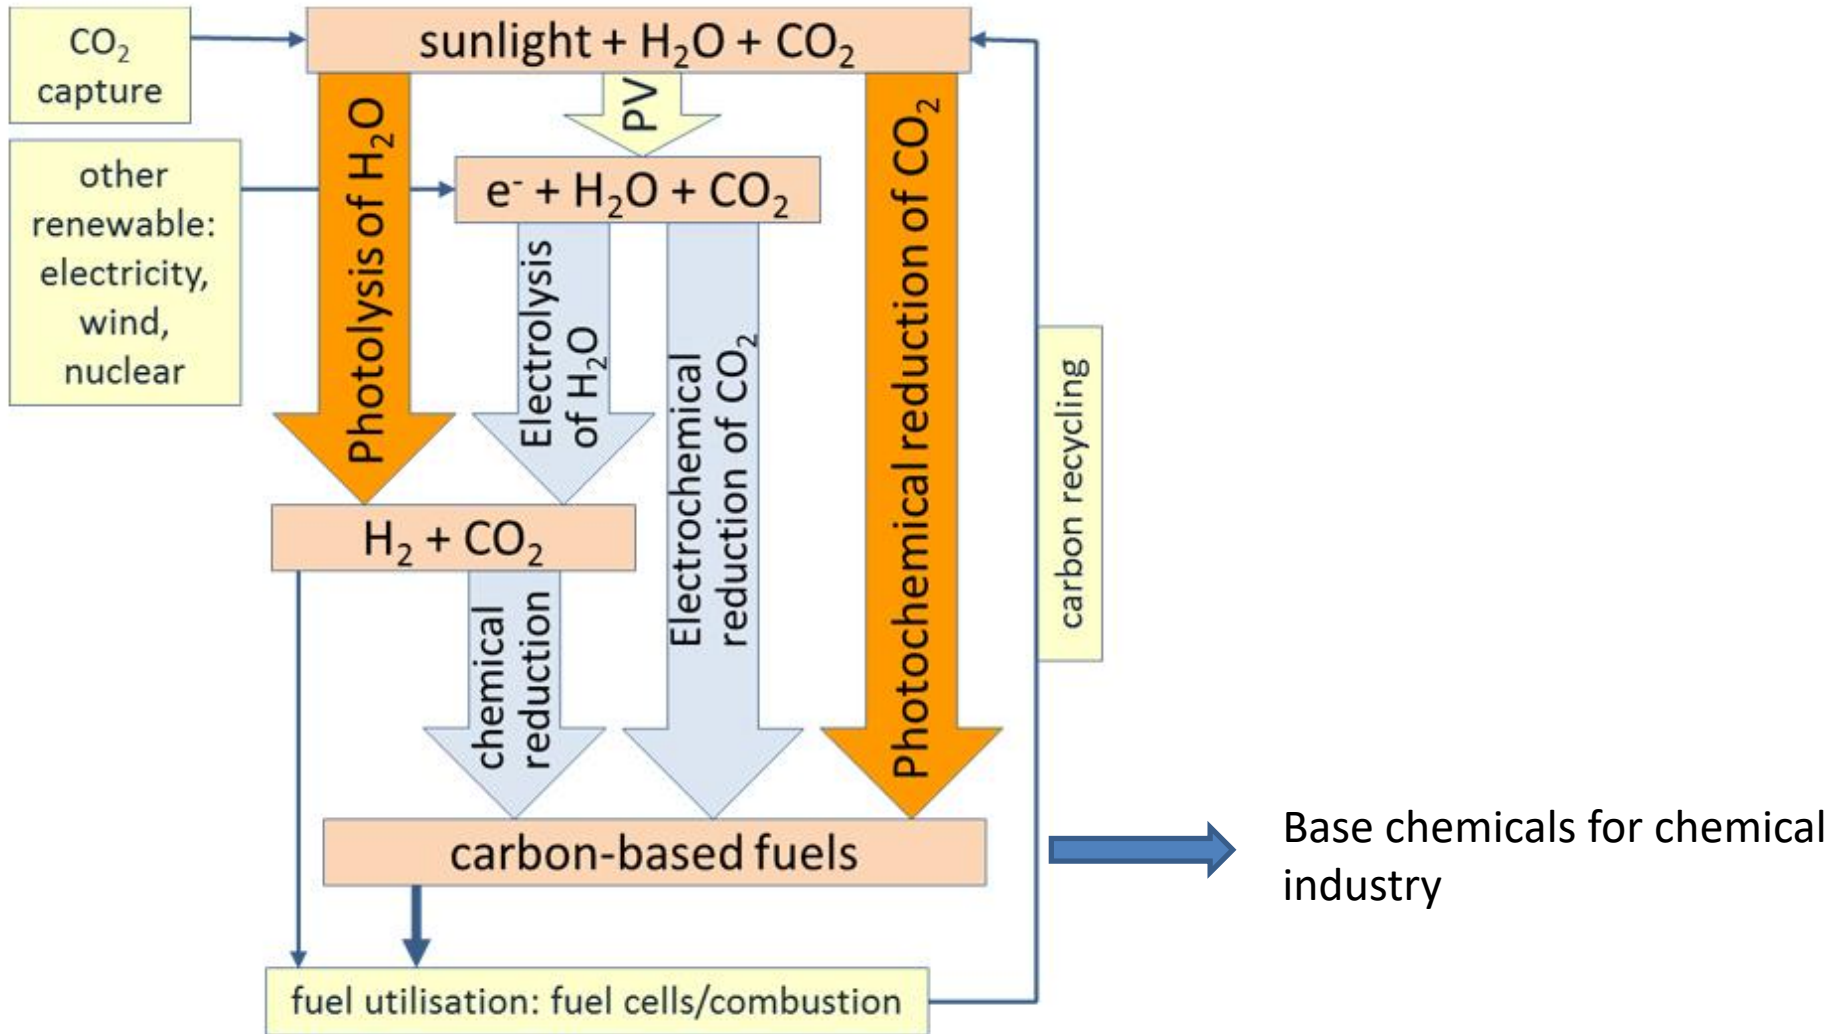 CO₂
capture
sunlight + H₂O + CO₂
PV
other
renewable:
electricity,
wind,
nuclear
e⁻ + H₂O + CO₂
Photolysis of H₂O
Electrolysis
of H₂O
Electrochemical
reduction of CO₂
Photochemical reduction of CO₂
carbon recycling
H₂ + CO₂
chemical
reduction
carbon-based fuels
Base chemicals for chemical
industry
fuel utilisation: fuel cells/combustion